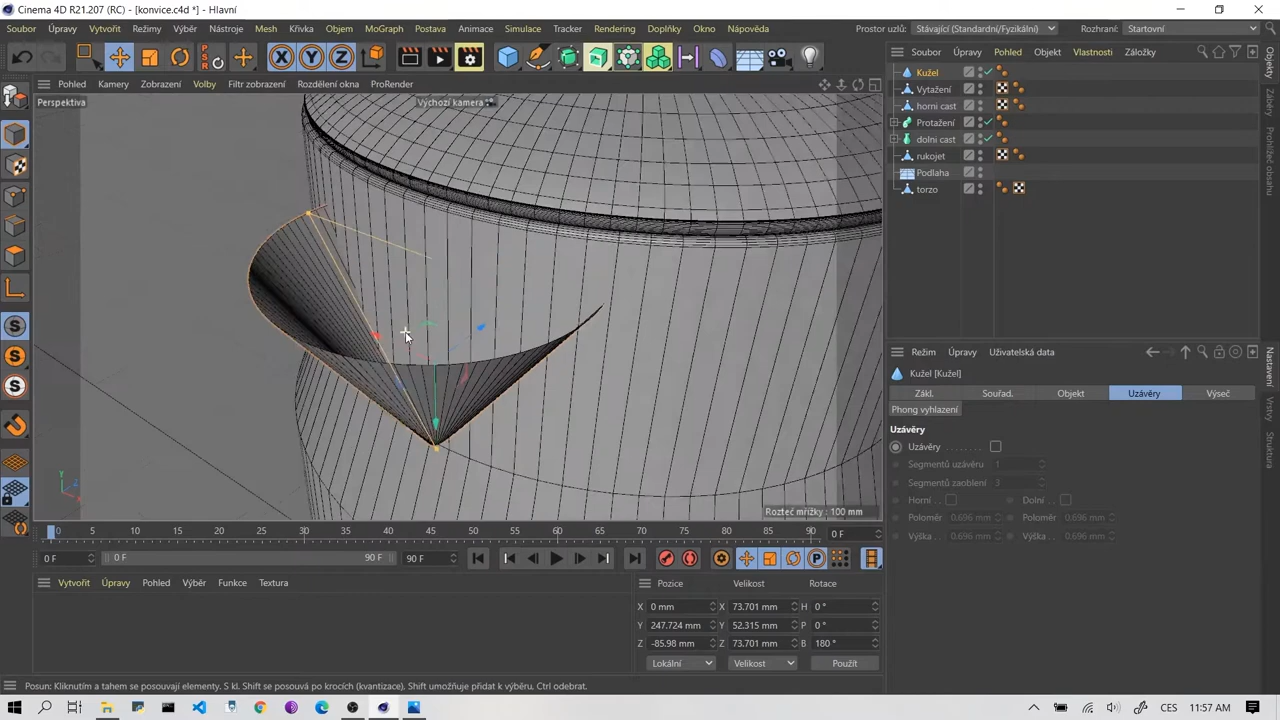 Cinema 4D R21.207 (RC) - [konvice.c4d *] - Hlavní
Soubor Úpravy Vytvořit Režimy Výběr Nástroje Mesh Křivka Objem MoGraph Postava Animace Simulace Tracker Rendering Doplňky Okno Nápověda
Prostor uzlů: Stávající (Standardní/Fyzikální) Rozhraní: Startovní
Soubor Úpravy Pohled Objekt Vlastnosti Záložky
Pohled Kamery Zobrazení Volby Filtr zobrazení Rozdělení okna ProRender
Perspektiva
Výchozí kamera
Kužel
Vytažení
horni cast
Protažení
dolni cast
rukojet
Podlaha
torzo
Objekty
Záběry
Prohlížeč obsahu
Režim Úpravy Uživatelská data
Kužel [Kužel]
Zákl. Souřad. Objekt Uzávěry Výseč
Phong vyhlazení
Uzávěry
Uzávěry
Segmentů uzávěru 1
Segmentů zaoblení 3
Horní . . Dolní . .
Poloměr 0.696 mm Poloměr 0.696 mm
Výška . . 0.696 mm Výška . . 0.696 mm
Nastavení
Vrstvy
Struktura
Rozteč mřížky : 100 mm
0 5 10 15 20 25 30 35 40 45 50 55 60 65 70 75 80 85 90 0 F
0 F 0 F 90 F 90 F
Vytvořit Úpravy Pohled Výběr Funkce Textura
Pozice Velikost Rotace
X 0 mm X 73.701 mm H 0 °
Y 247.724 mm Y 52.315 mm P 0 °
Z -85.98 mm Z 73.701 mm B 180 °
Lokální Velikost Použít
Posun: Kliknutím a tahem se posouvají elementy. S kl. Shift se posouvá po krocích (kvantizace). Shift umožňuje přidat k výběru, Ctrl odebrat.
CES 11:57 AM